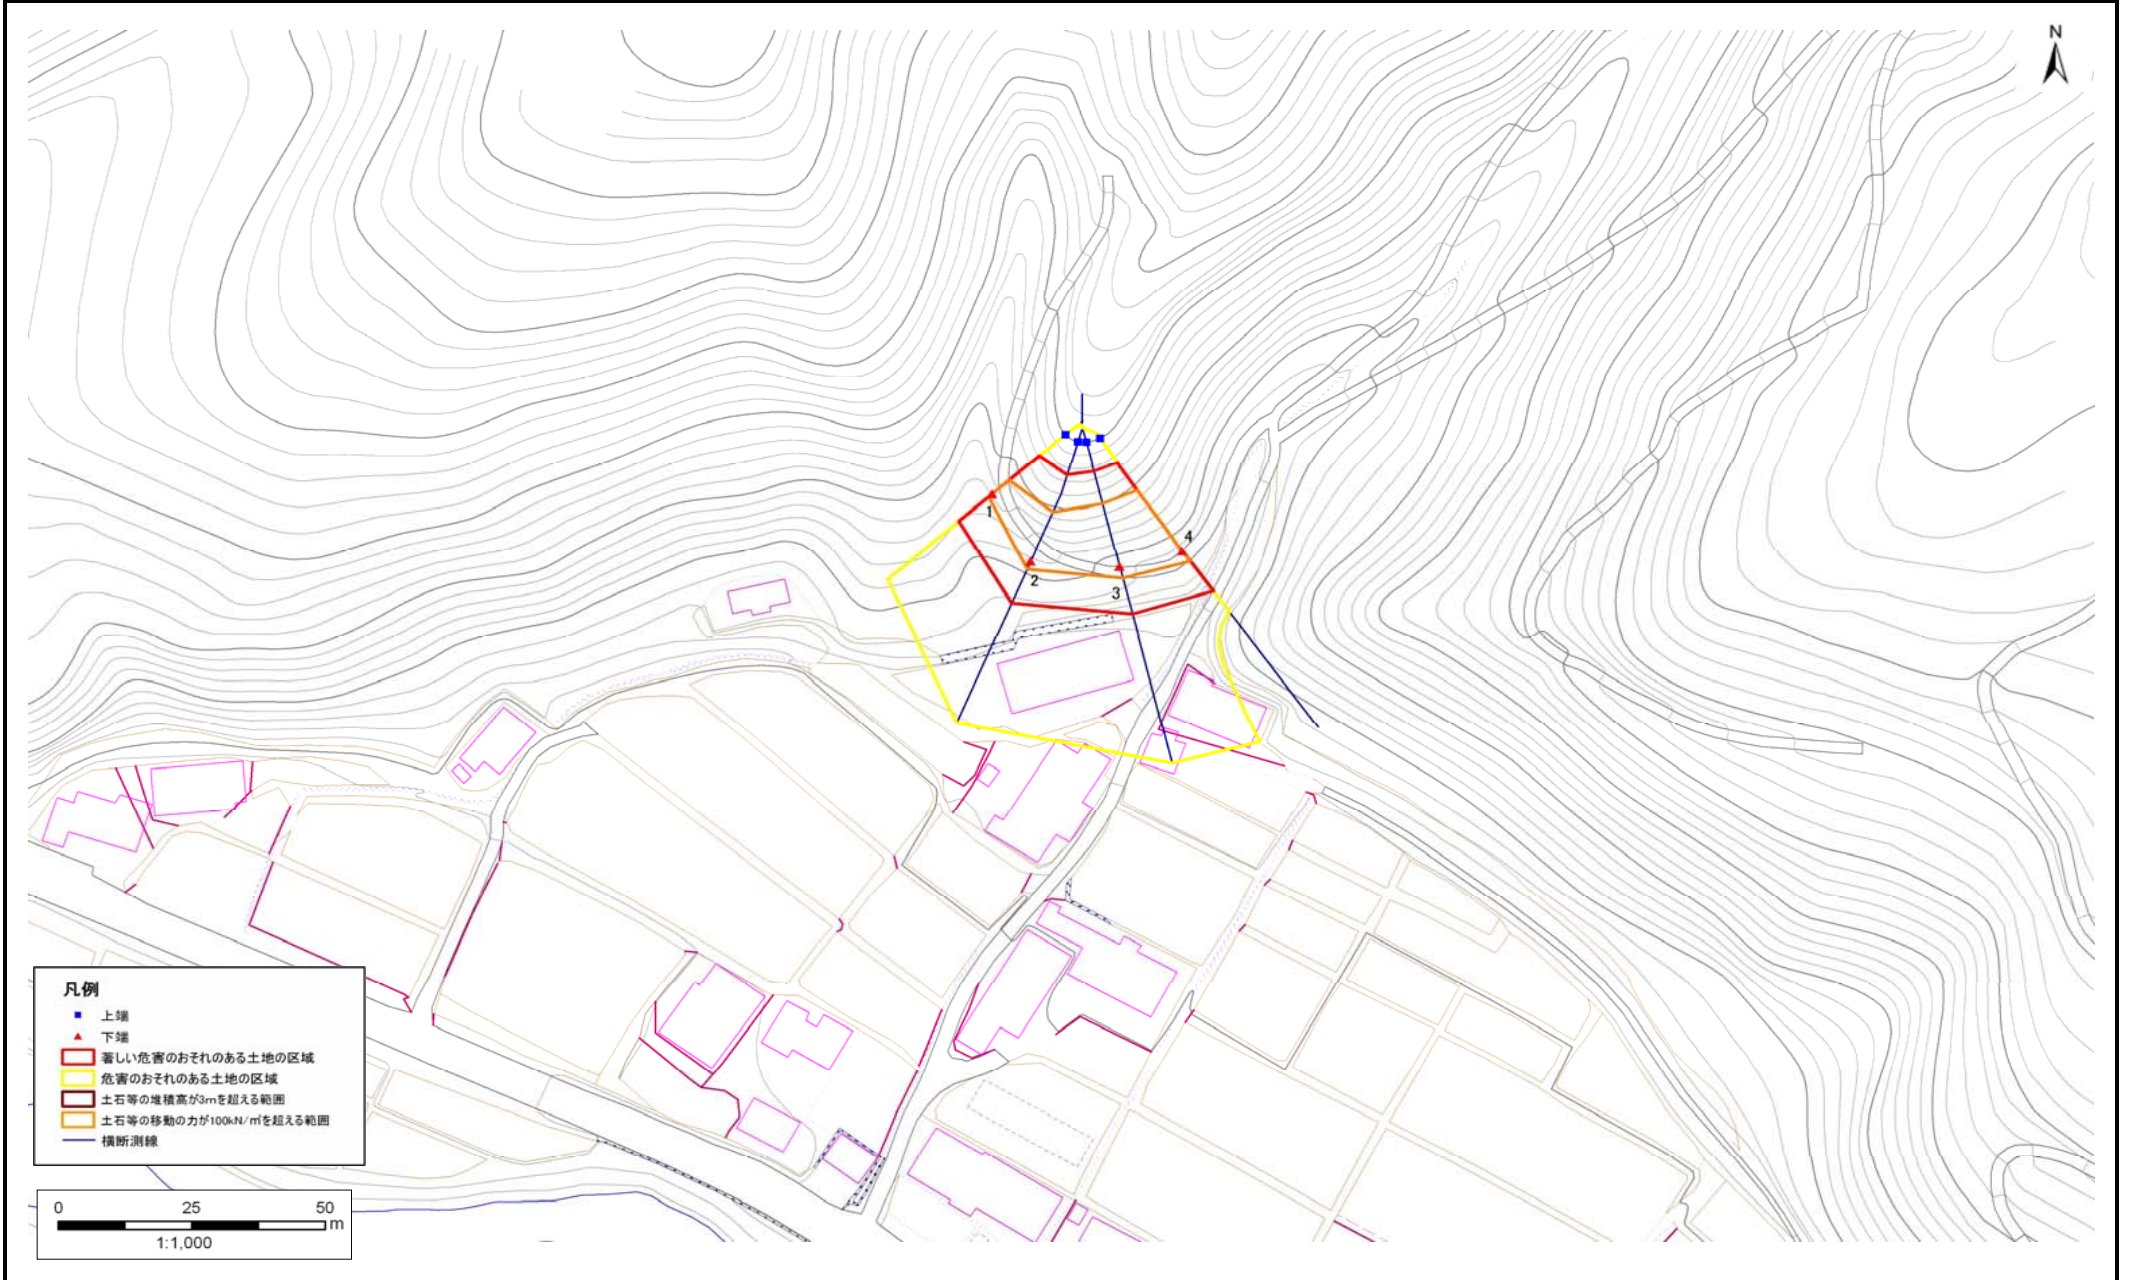 N
1
4
2
3
凡例
上端
下端
著しい危害のおそれのある土地の区域
危害のおそれのある土地の区域
土石等の堆積高が3mを超える範囲
土石等の移動の力が100kN/㎡を超える範囲
横断測線
0 25 50
m
1:1,000